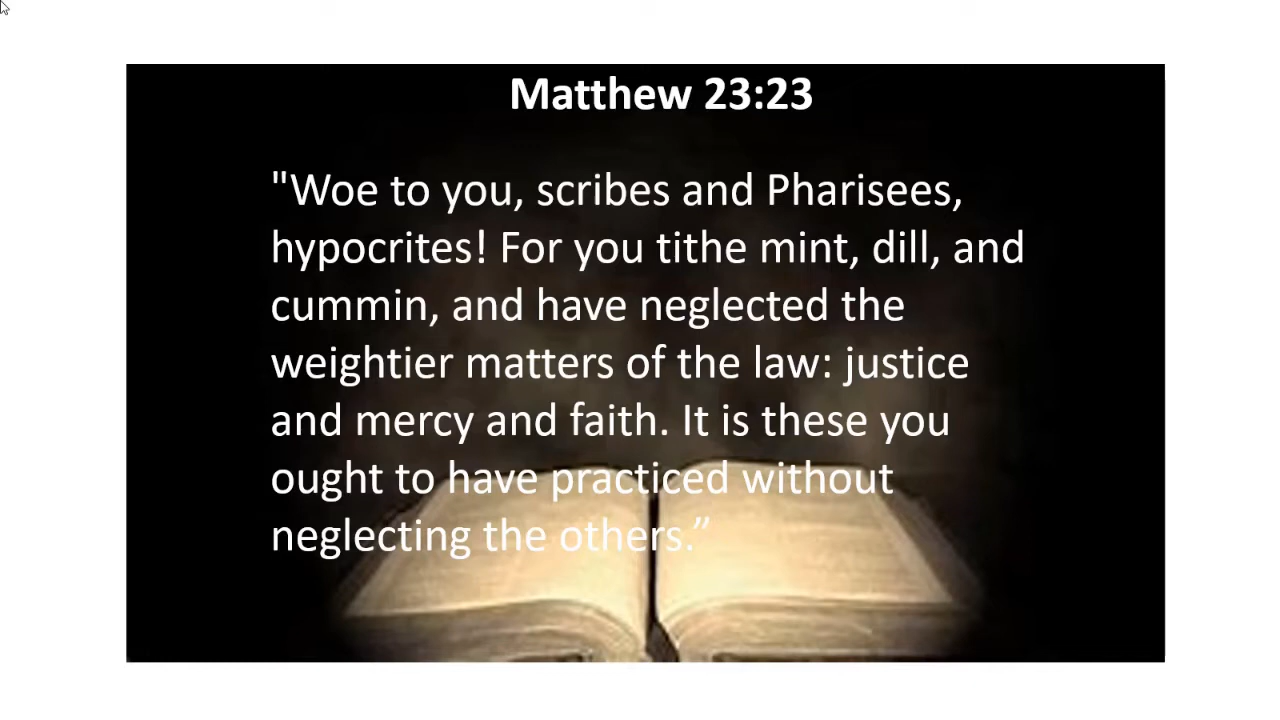 Matthew 23:23
"Woe to you, scribes and Pharisees,
hypocrites! For you tithe mint, dill, and
cummin, and have neglected the
weightier matters of the law: justice
and mercy and faith. It is these you
ought to have practiced without
neglecting the others.”